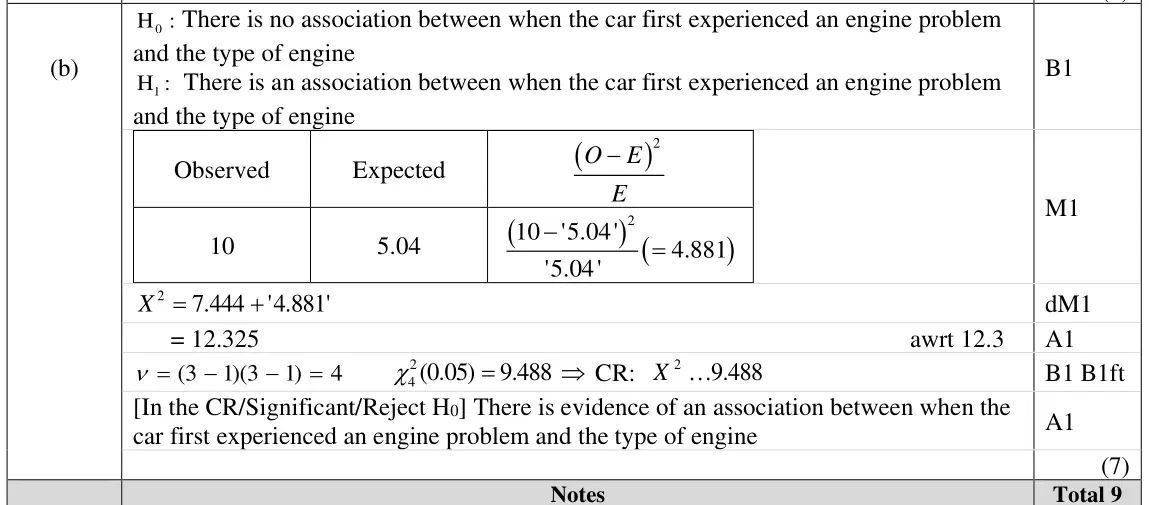 (b)
H₀ : There is no association between when the car first experienced an engine problem
and the type of engine
H₁ : There is an association between when the car first experienced an engine problem
and the type of engine
B1
Observed Expected (O − E)² / E
10 5.04 (10 − '5.04')² / '5.04' (= 4.881)
M1
X² = 7.444 + '4.881' dM1
= 12.325 awrt 12.3 A1
ν = (3 − 1)(3 − 1) = 4 χ²₄(0.05) = 9.488 ⇒ CR: X² …9.488 B1 B1ft
[In the CR/Significant/Reject H₀] There is evidence of an association between when the
car first experienced an engine problem and the type of engine
A1
(7)
Notes Total 9